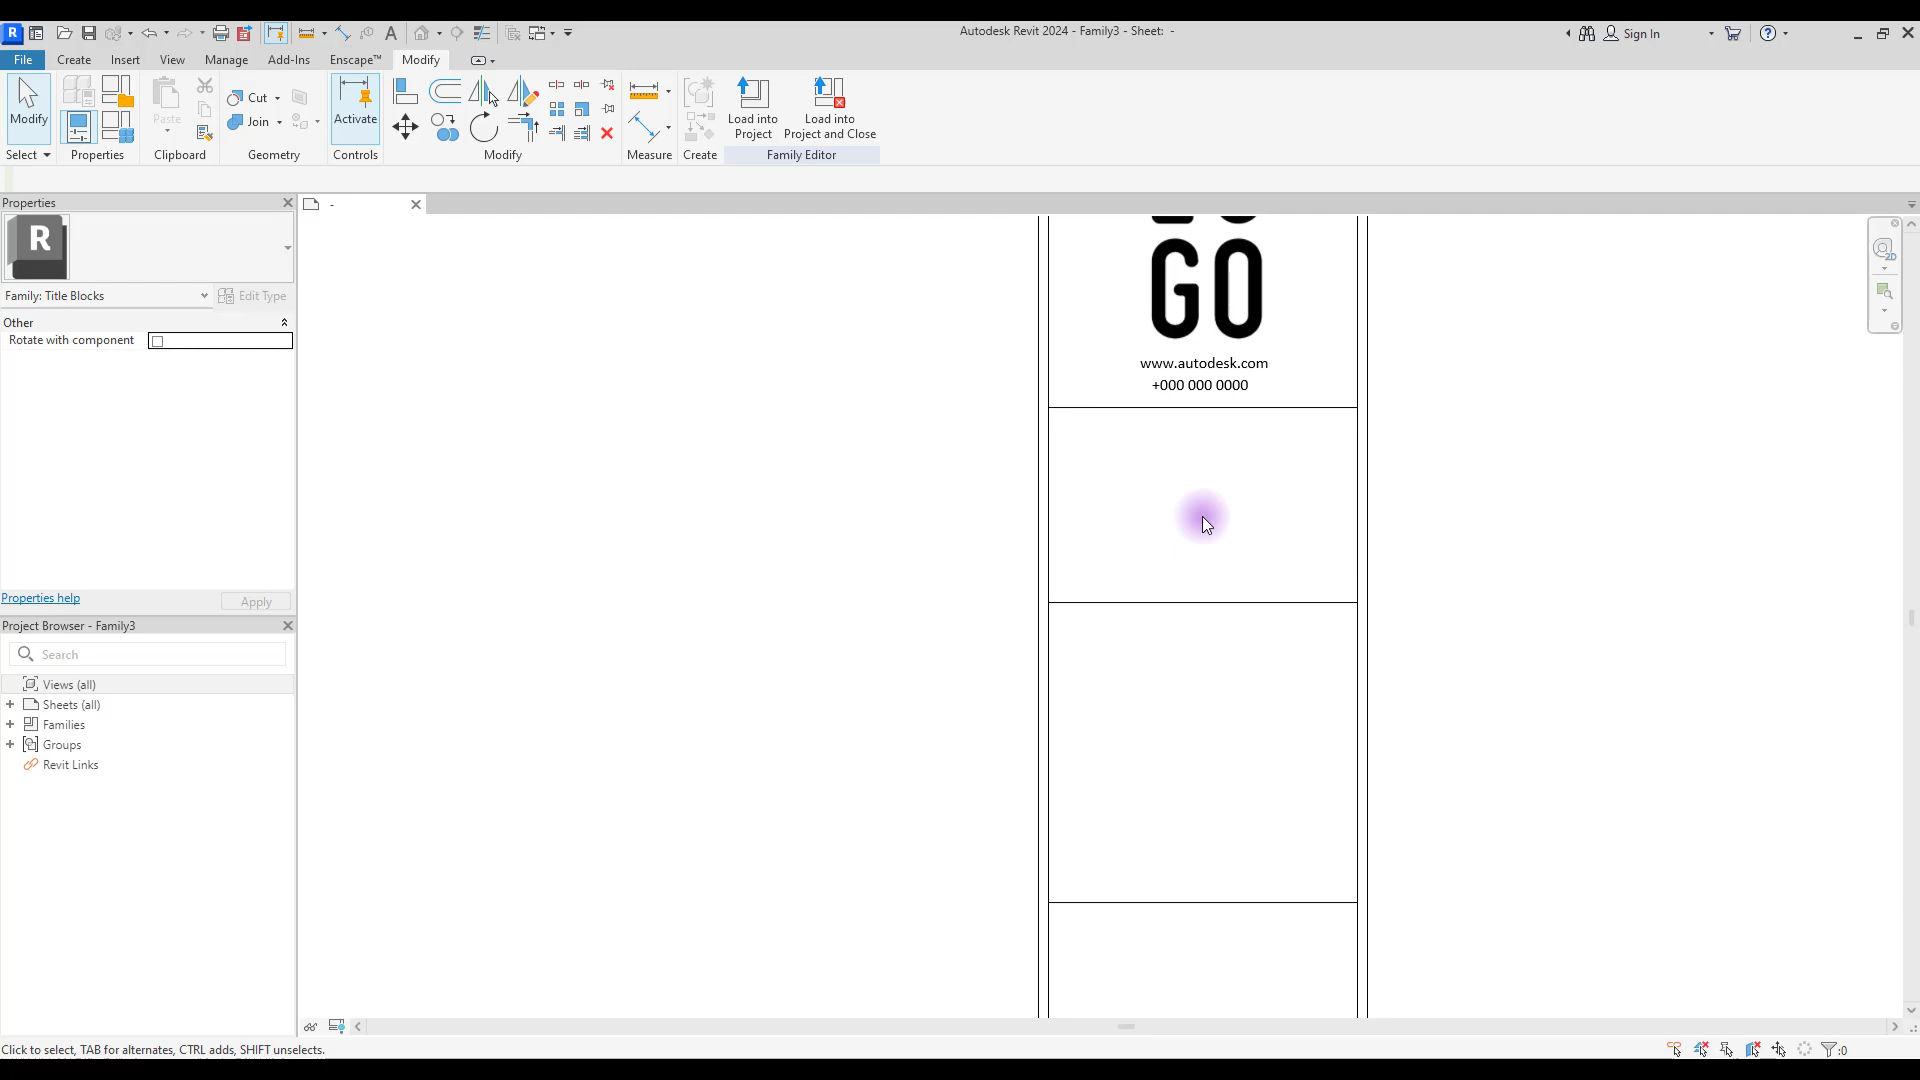 R
Autodesk Revit 2024 - Family3 - Sheet: -
Sign In
File
Create
Insert
View
Manage
Add-Ins
Enscape™
Modify
Modify
Paste
Cut
Join
Activate
Load into
Project
Load into
Project and Close
Select
Properties
Clipboard
Geometry
Controls
Modify
Measure
Create
Family Editor
Properties
-
R
Family: Title Blocks
Edit Type
Other
Rotate with component
Properties help
Apply
Project Browser - Family3
Search
Views (all)
Sheets (all)
Families
Groups
Revit Links
GO
www.autodesk.com
+000 000 0000
2D
Click to select, TAB for alternates, CTRL adds, SHIFT unselects.
:0